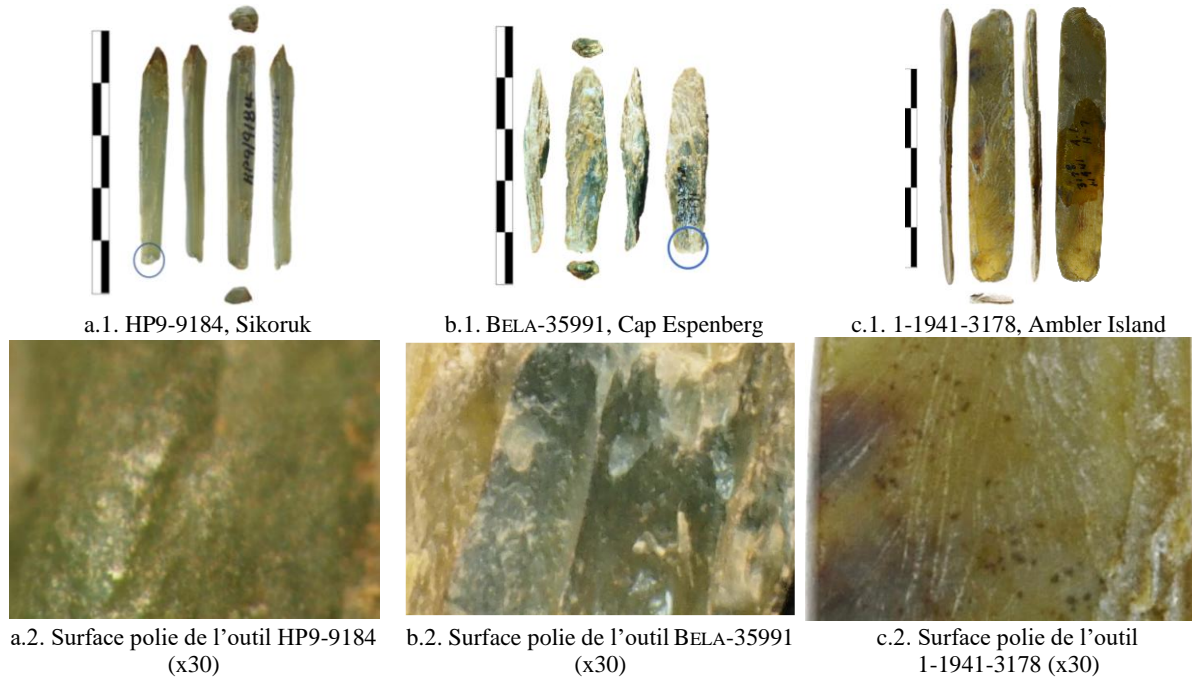 HP9/9184
a.1. HP9-9184, Sikoruk
b.1. BELA-35991, Cap Espenberg
c.1. 1-1941-3178, Ambler Island
a.2. Surface polie de l'outil HP9-9184
(x30)
b.2. Surface polie de l'outil BELA-35991
(x30)
c.2. Surface polie de l'outil
1-1941-3178 (x30)